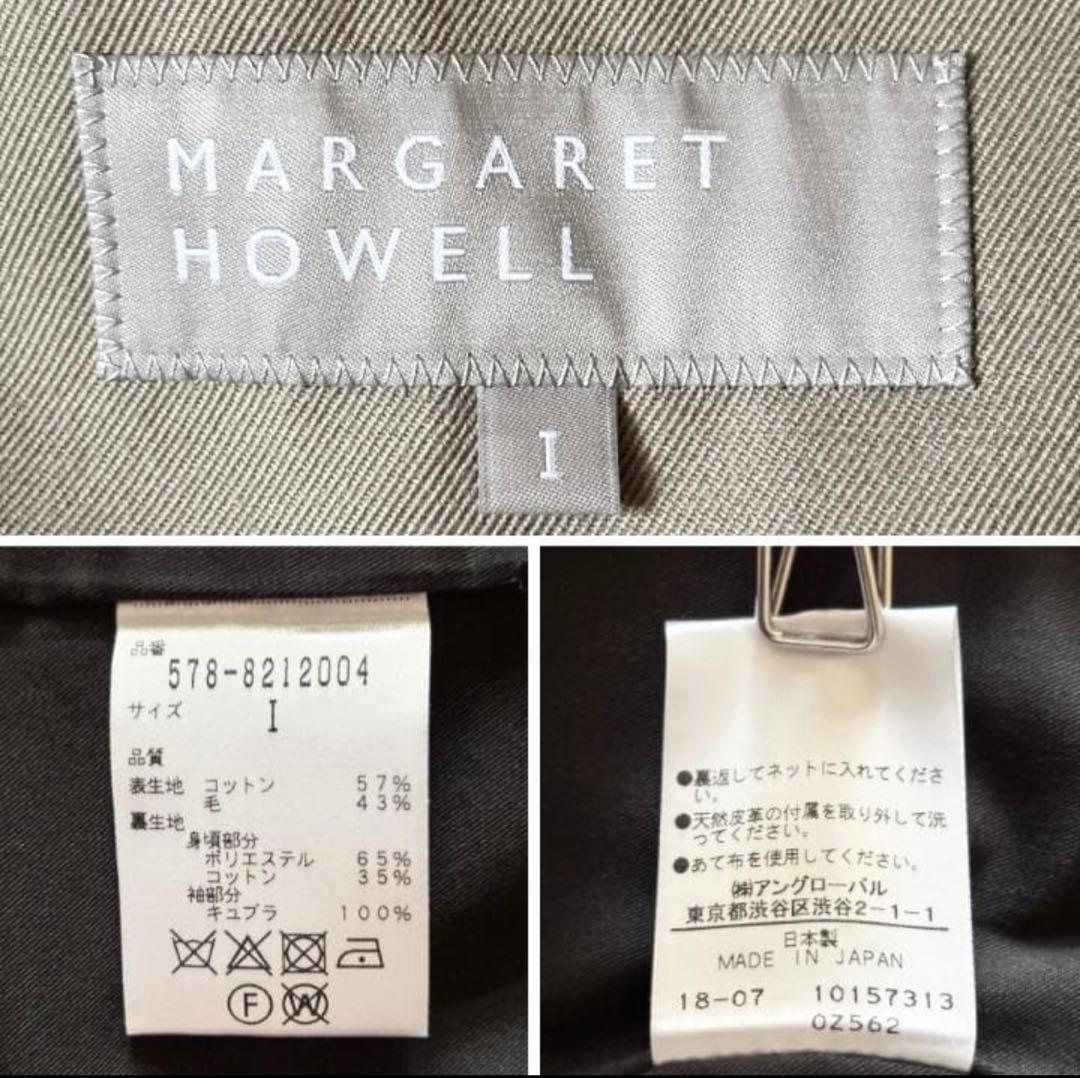 MARGARET
HOWELL
I
品番
578-8212004
サイズ I
品質
表生地 コットン 57%
毛 43%
裏生地
身頃部分
ポリエステル 65%
コットン 35%
袖部分
キュプラ 100%
F W
●裏返してネットに入れてくださ
い。
●天然皮革の付属を取り外して洗
ってください。
●あて布を使用してください。
㈱アングローバル
東京都渋谷区渋谷2-1-1
日本製
MADE IN JAPAN
18-07 10157313
0Z562